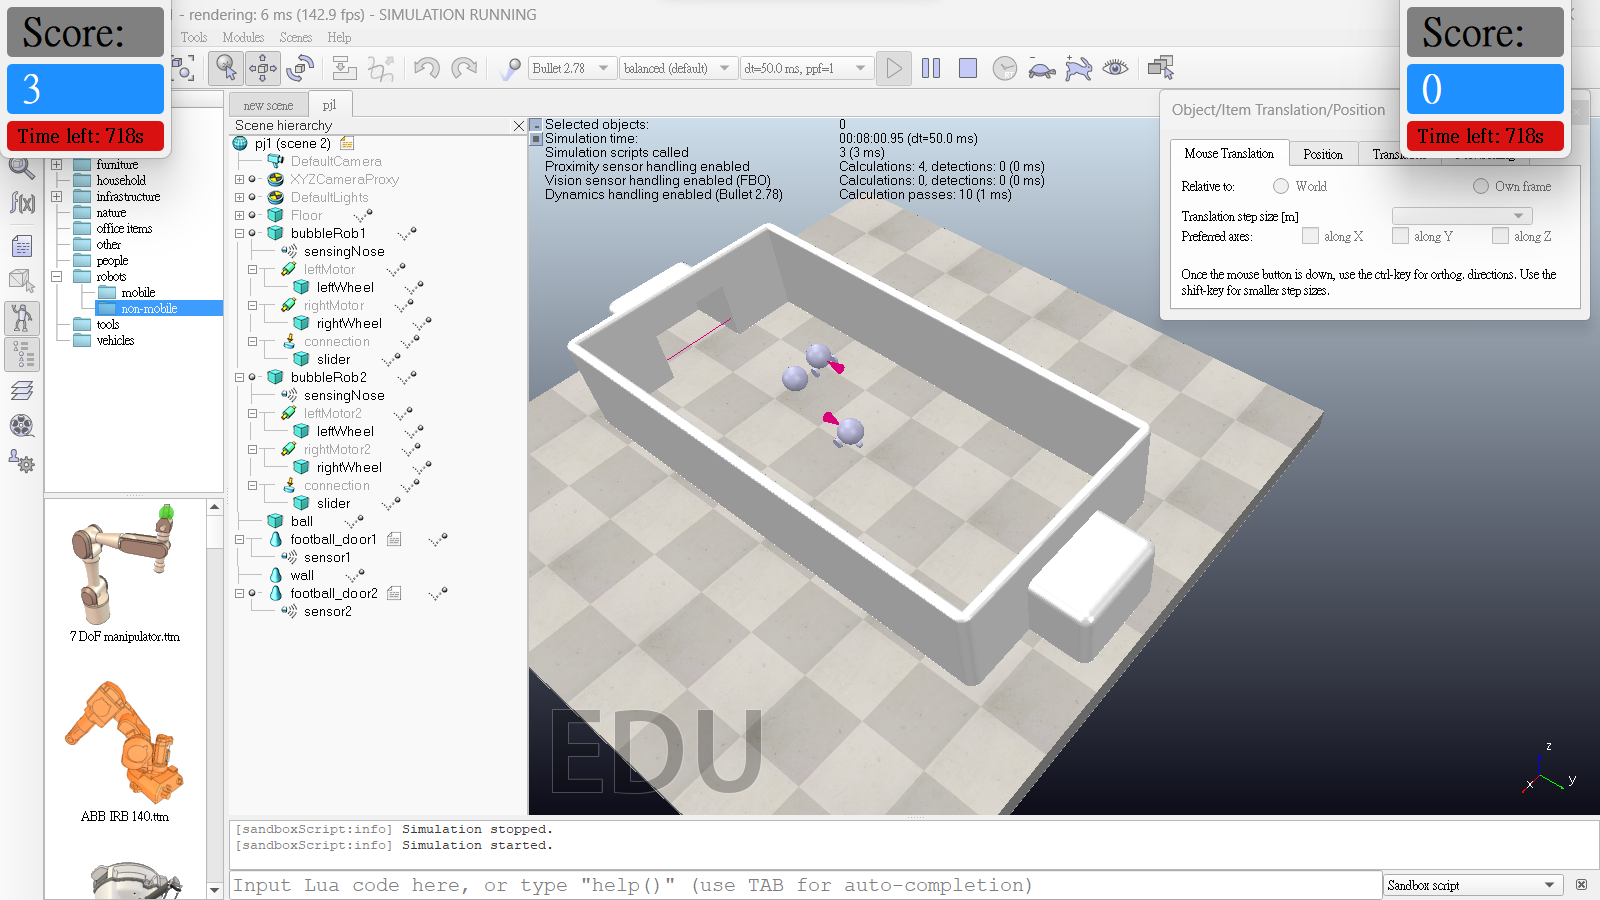 - rendering: 6 ms (142.9 fps) - SIMULATION RUNNING
Score:
3
Time left: 718s
Score:
0
Time left: 718s
Tools Modules Scenes Help
Bullet 2.78
balanced (default)
dt=50.0 ms, ppf=1
new scene
pj1
Scene hierarchy
pj1 (scene 2)
DefaultCamera
XYZCameraProxy
DefaultLights
Floor
bubbleRob1
sensingNose
leftMotor
leftWheel
rightMotor
rightWheel
connection
slider
bubbleRob2
sensingNose
leftMotor2
leftWheel
rightMotor2
rightWheel
connection
slider
ball
football_door1
sensor1
wall
football_door2
sensor2
furniture
household
infrastructure
nature
office items
other
people
robots
mobile
non-mobile
tools
vehicles
7 DoF manipulator.ttm
ABB IRB 140.ttm
Selected objects: 0
Simulation time: 00:08:00.95 (dt=50.0 ms)
Simulation scripts called 3 (3 ms)
Proximity sensor handling enabled Calculations: 4, detections: 0 (0 ms)
Vision sensor handling enabled (FBO) Calculations: 0, detections: 0 (0 ms)
Dynamics handling enabled (Bullet 2.78) Calculation passes: 10 (1 ms)
EDU
z
x
y
Object/Item Translation/Position
Mouse Translation
Position
Relative to:
World
Own frame
Translation step size [m]
Preferred axes:
along X
along Y
along Z
Once the mouse button is down, use the ctrl-key for orthog. directions. Use the
shift-key for smaller step sizes.
[sandboxScript:info] Simulation stopped.
[sandboxScript:info] Simulation started.
Input Lua code here, or type "help()" (use TAB for auto-completion)
Sandbox script